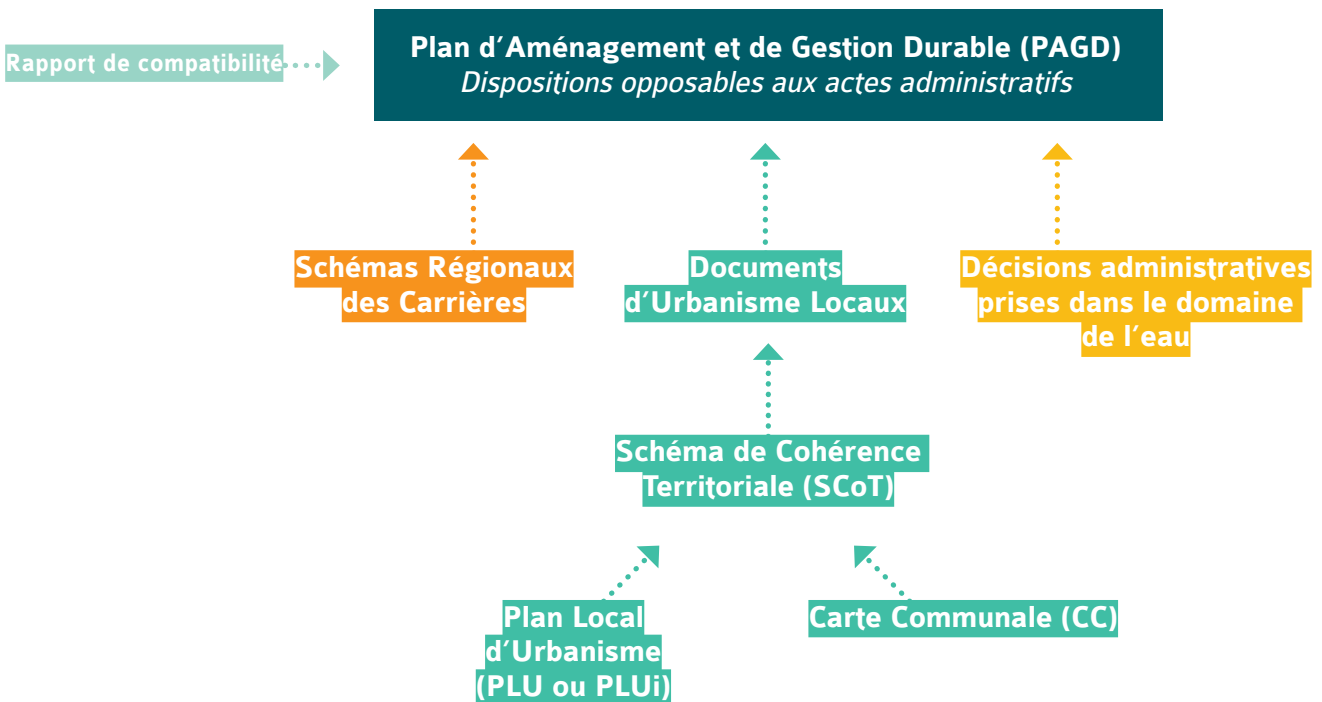 Plan d’Aménagement et de Gestion Durable (PAGD)
Rapport de compatibilité
Dispositions opposables aux actes administratifs
Schémas Régionaux
des Carrières
Documents
d’Urbanisme Locaux
Décisions administratives
prises dans le domaine
de l’eau
Schéma de Cohérence
Territoriale (SCoT)
Plan Local
d’Urbanisme
(PLU ou PLUi)
Carte Communale (CC)